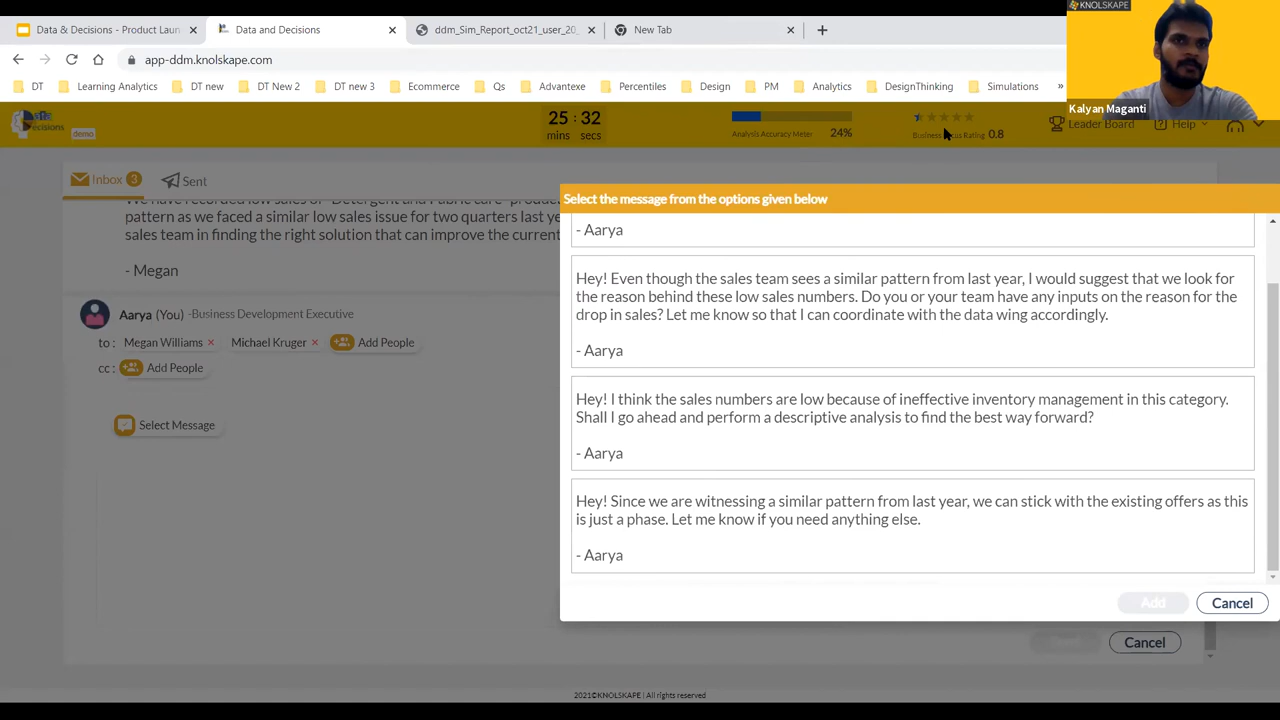 Data & Decisions - Product Laun
Data and Decisions
ddm_Sim_Report_oct21_user_20_
New Tab
KNOLSKAPE
app-ddm.knolskape.com
DT
Learning Analytics
DT new
DT New 2
DT new 3
Ecommerce
Qs
Advantexe
Percentiles
Design
PM
Analytics
DesignThinking
Simulations
»
Kalyan Maganti
Decisions
demo
25 : 32
mins secs
Analysis Accuracy Meter 24%
Rating 0.8
Leader Board
Help
Inbox 3
Sent
pattern as we faced a similar low sales issue for two quarters last ye
sales team in finding the right solution that can improve the current
- Megan
Aarya (You) -Business Development Executive
to : Megan Williams × Michael Kruger × Add People
cc : Add People
Select Message
Select the message from the options given below
- Aarya
Hey! Even though the sales team sees a similar pattern from last year, I would suggest that we look for
the reason behind these low sales numbers. Do you or your team have any inputs on the reason for the
drop in sales? Let me know so that I can coordinate with the data wing accordingly.
- Aarya
Hey! I think the sales numbers are low because of ineffective inventory management in this category.
Shall I go ahead and perform a descriptive analysis to find the best way forward?
- Aarya
Hey! Since we are witnessing a similar pattern from last year, we can stick with the existing offers as this
is just a phase. Let me know if you need anything else.
- Aarya
Add
Cancel
Cancel
2021©KNOLSKAPE | All rights reserved